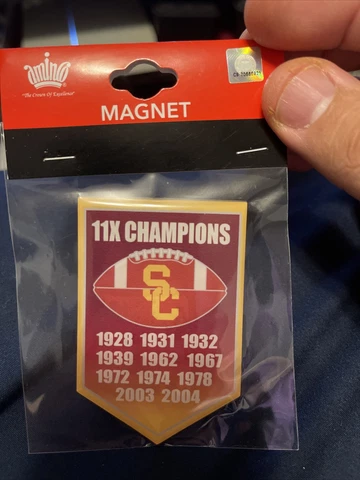 amino
"The Crown Of Excellence"
MAGNET
11X CHAMPIONS
SC
1928 1931 1932
1939 1962 1967
1972 1974 1978
2003 2004